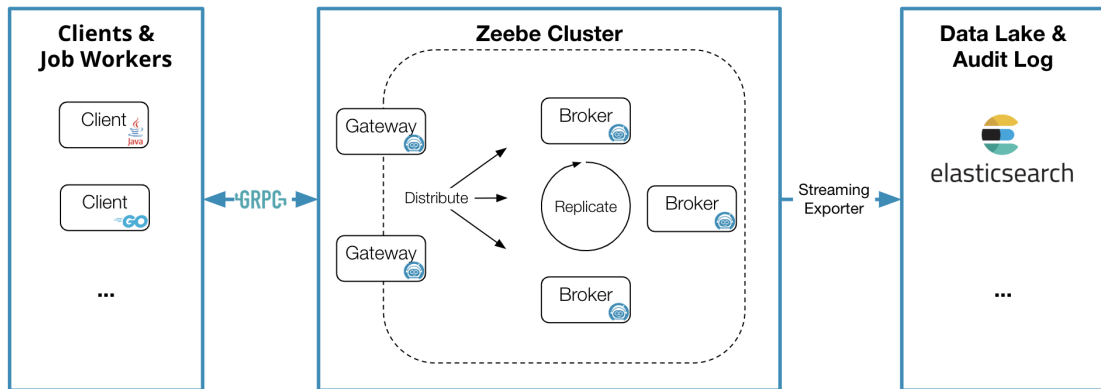 Clients &
Job Workers
Client
Java
Client
GO
...
GRPC
Zeebe Cluster
Gateway
Gateway
Distribute
Broker
Replicate
Broker
Broker
Streaming
Exporter
Data Lake &
Audit Log
elasticsearch
...